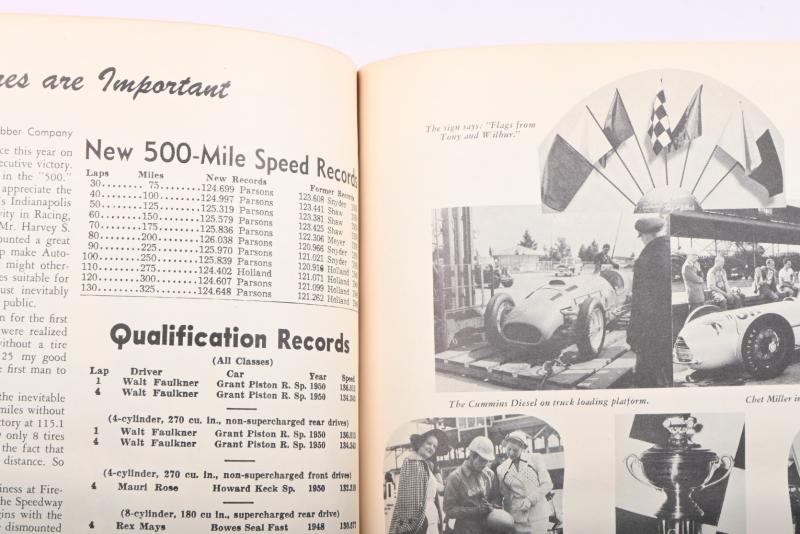 es are Important
bber Company
ce this year on
ecutive victory.
in the "500."
appreciate the
's Indianapolis
vity in Racing,
Mr. Harvey S.
ounted a great
p make Auto-
might other-
es suitable for
ust inevitably
public.
n for the first
were realized
without a tire
25 my good
e first man to
the inevitable
miles without
tory at 115.1
only 8 tires
the fact that
distance. So
iness at Fire-
the Speedway
gins with the
e dismounted
New 500-Mile Speed Records
Laps Miles New Records Former Records
30........ 75........124.699 Parsons 123.608 Snyder
40........100........124.997 Parsons 123.441 Shaw
50........125........125.319 Parsons 123.381 Shaw
60........150........125.579 Parsons 123.425 Shaw
70........175........125.836 Parsons 122.306 Meyer
80........200........126.038 Parsons 120.966 Snyder
90........225........125.970 Parsons 121.021 Snyder
100........250........125.839 Parsons Holland
110........275........124.402 Holland 121.071 Holland
120........300........124.607 Parsons 121.099 Holland
130........325........124.648 Parsons 121.262 Holland
Qualification Records
(All Classes)
Lap Driver Car Year Speed
1 Walt Faulkner Grant Piston R. Sp. 1950
4 Walt Faulkner Grant Piston R. Sp. 1950
(4-cylinder, 270 cu. in., non-supercharged rear drives)
1 Walt Faulkner Grant Piston R. Sp. 1950
4 Walt Faulkner Grant Piston R. Sp. 1950
(4-cylinder, 270 cu. in., non-supercharged front drives)
4 Mauri Rose Howard Keck Sp. 1950
(8-cylinder, 180 cu in., supercharged rear drive)
4 Rex Mays Bowes Seal Fast 1948
The sign says: "Flags from
Tony and Wilbur."
The Cummins Diesel on truck loading platform.
Chet Miller in